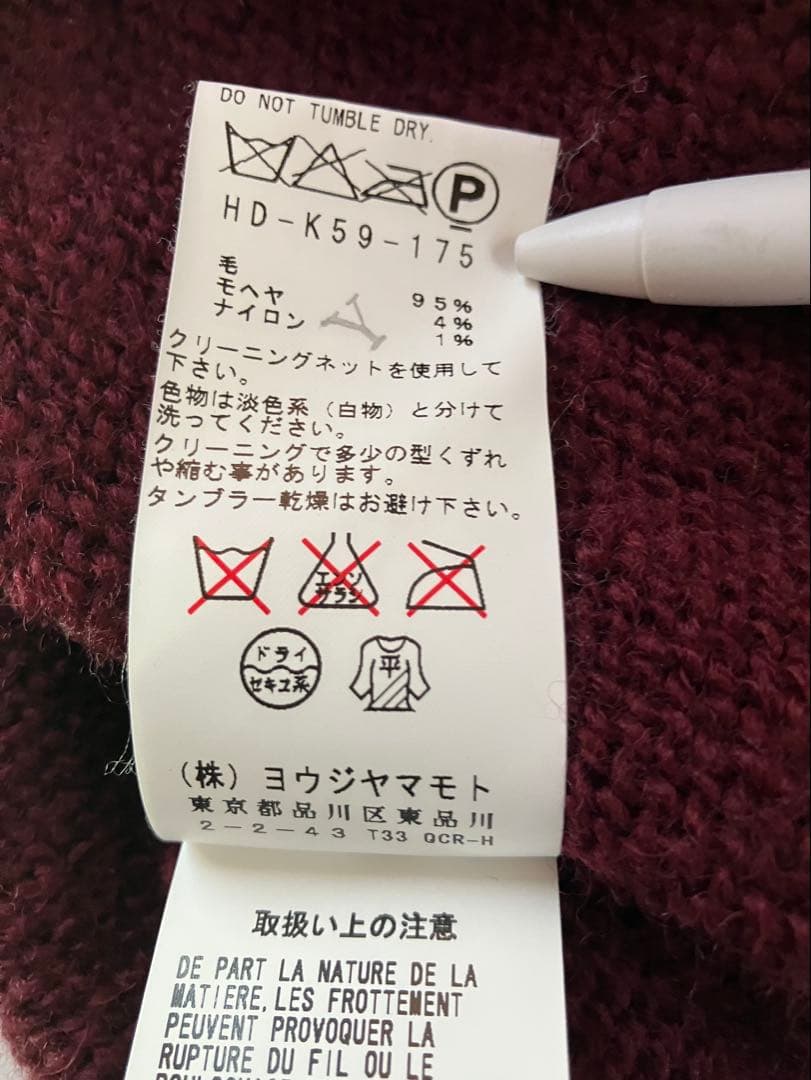 DO NOT TUMBLE DRY.
P
HD-K59-175
毛 95%
モヘヤ 4%
ナイロン 1%
クリーニングネットを使用して
下さい。
色物は淡色系（白物）と分けて
洗ってください。
クリーニングで多少の型くずれ
や縮む事があります。
タンブラー乾燥はお避け下さい。
エンソ
サラシ
ドライ
セキユ系
平
（株）ヨウジヤマモト
東京都品川区東品川
2-2-43 T33 QCR-H
取扱い上の注意
DE PART LA NATURE DE LA
MATIERE,LES FROTTEMENT
PEUVENT PROVOQUER LA
RUPTURE DU FIL OU LE